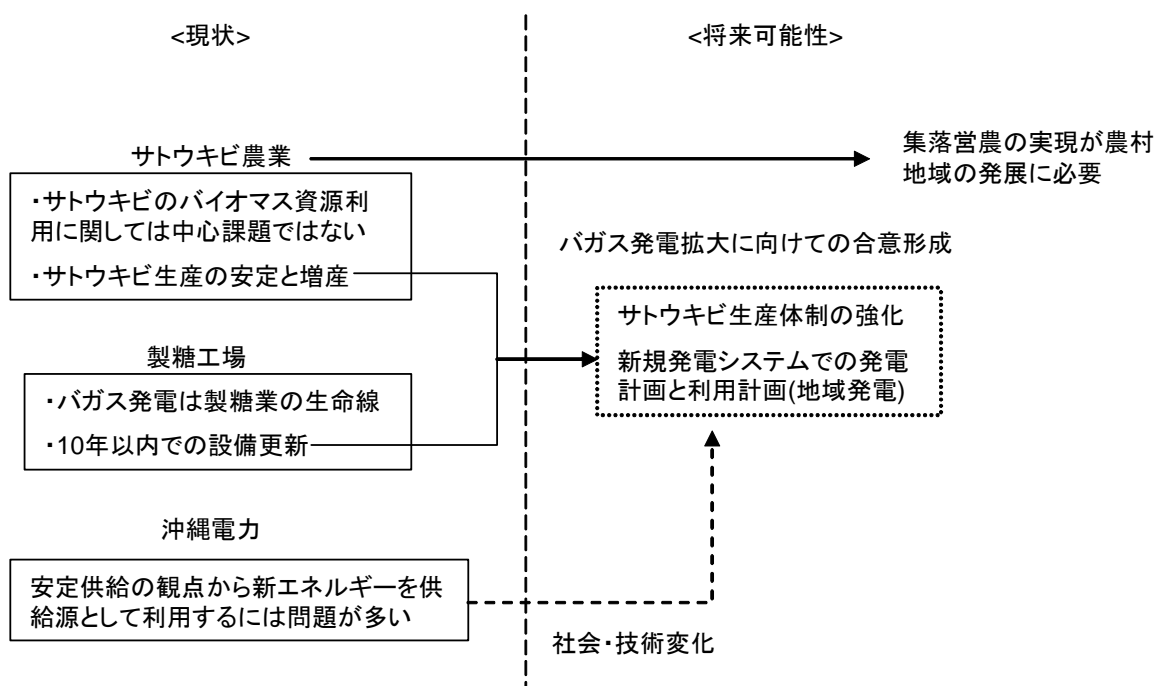 <現状>
<将来可能性>
サトウキビ農業
集落営農の実現が農村
地域の発展に必要
・サトウキビのバイオマス資源利
用に関しては中心課題ではない
・サトウキビ生産の安定と増産
バガス発電拡大に向けての合意形成
サトウキビ生産体制の強化
新規発電システムでの発電
計画と利用計画(地域発電)
製糖工場
・バガス発電は製糖業の生命線
・10年以内での設備更新
沖縄電力
安定供給の観点から新エネルギーを供
給源として利用するには問題が多い
社会・技術変化